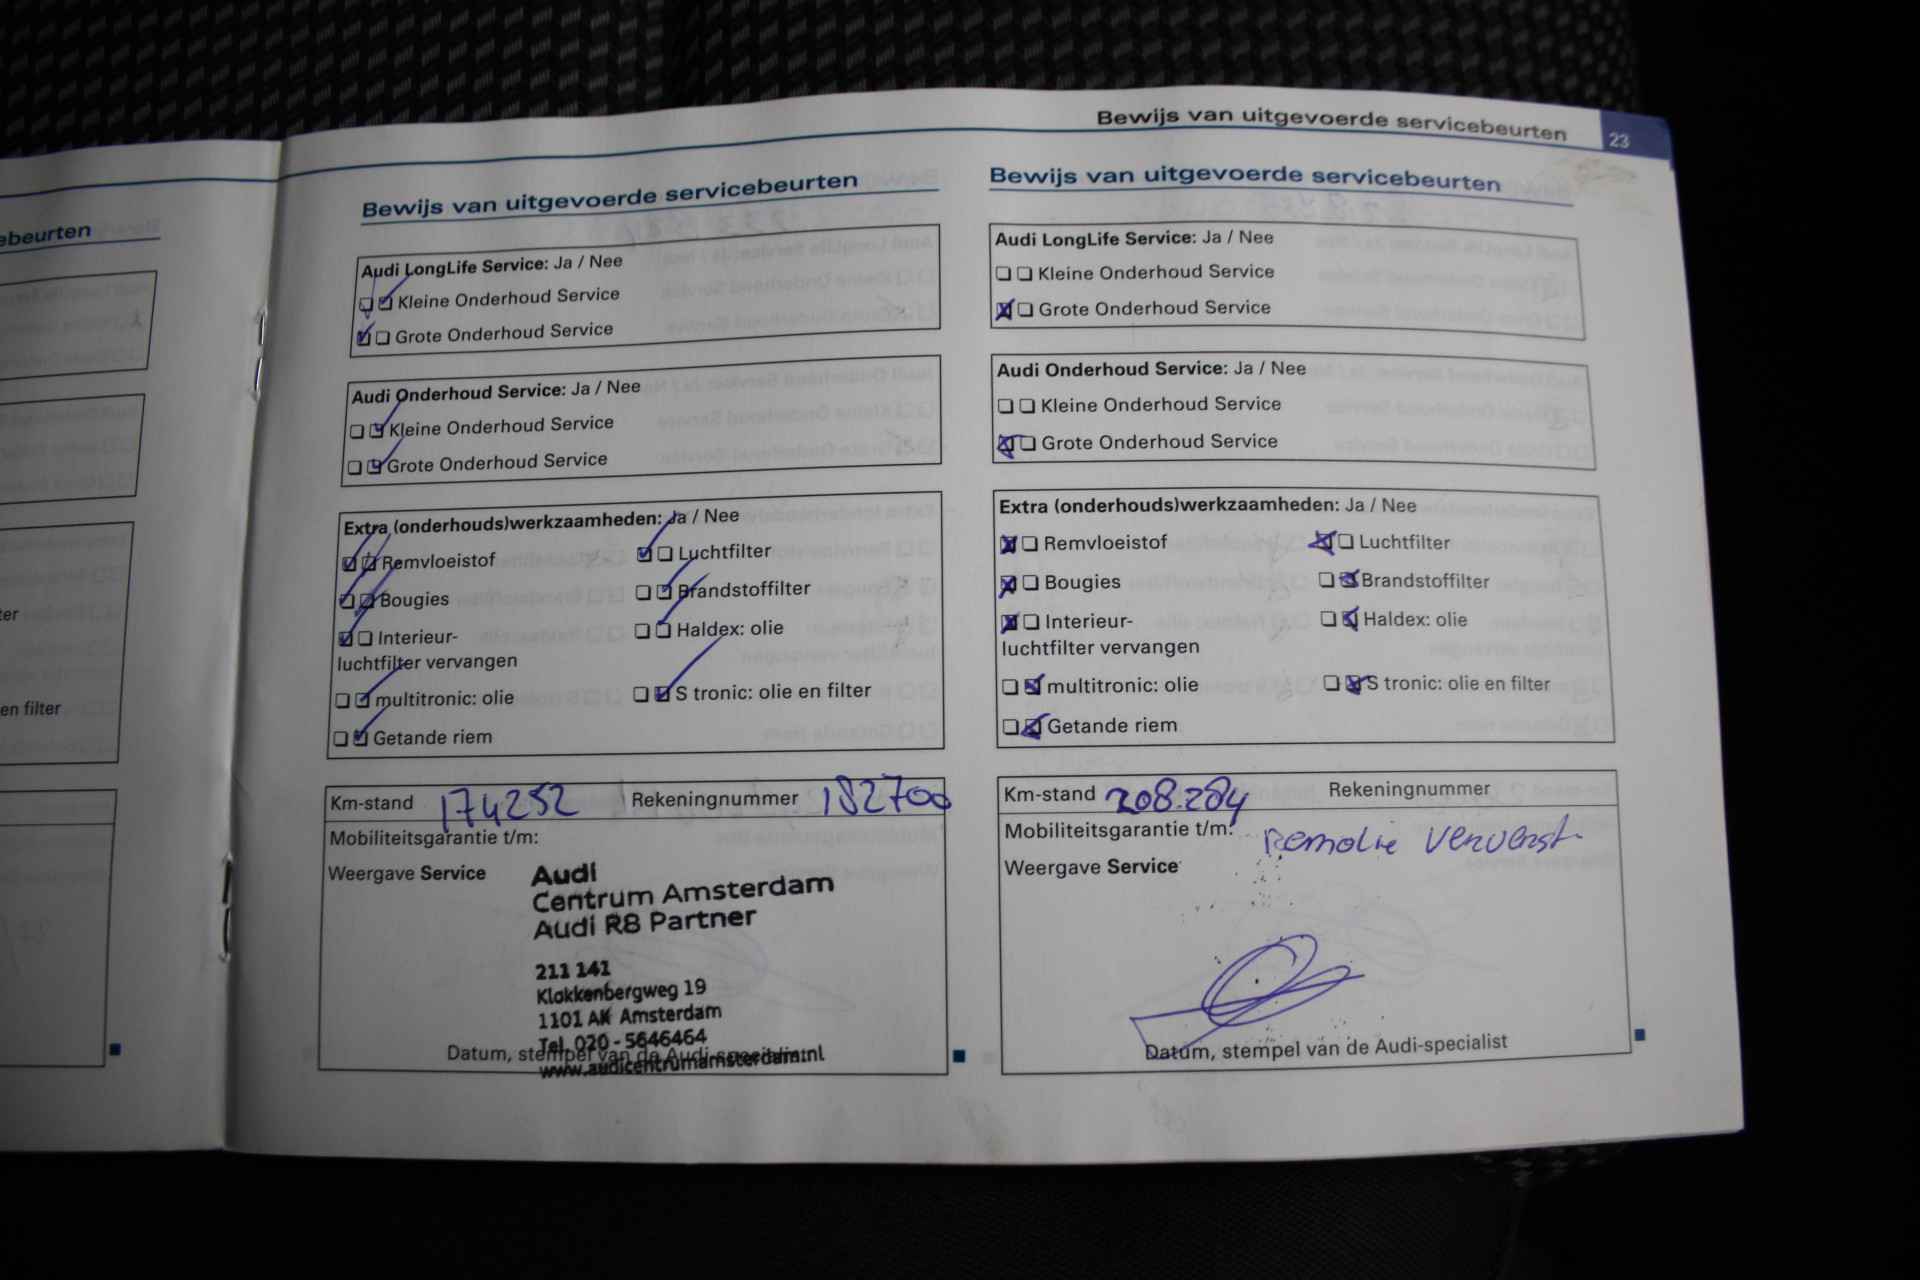 Bewijs van uitgevoerde servicebeurten 23
ebeurten
ter
en filter
Bewijs van uitgevoerde servicebeurten
Audi LongLife Service: Ja / Nee
Kleine Onderhoud Service
Grote Onderhoud Service
Audi Onderhoud Service: Ja / Nee
Kleine Onderhoud Service
Grote Onderhoud Service
Extra (onderhouds)werkzaamheden: Ja / Nee
Remvloeistof Luchtfilter
Bougies Brandstoffilter
Interieur- Haldex: olie
luchtfilter vervangen
multitronic: olie S tronic: olie en filter
Getande riem
Km-stand 174252 Rekeningnummer 182700
Mobiliteitsgarantie t/m:
Weergave Service
Audi
Centrum Amsterdam
Audi R8 Partner
211 141
Klokkenbergweg 19
1101 AK Amsterdam
Tel. 020 - 5646464
Datum, stempel van de Audi-specialist
www.audicentrumamsterdam.nl
Bewijs van uitgevoerde servicebeurten
Audi LongLife Service: Ja / Nee
Kleine Onderhoud Service
Grote Onderhoud Service
Audi Onderhoud Service: Ja / Nee
Kleine Onderhoud Service
Grote Onderhoud Service
Extra (onderhouds)werkzaamheden: Ja / Nee
Remvloeistof Luchtfilter
Bougies Brandstoffilter
Interieur- Haldex: olie
luchtfilter vervangen
multitronic: olie S tronic: olie en filter
Getande riem
Km-stand 208.284 Rekeningnummer
Mobiliteitsgarantie t/m: Remolie ververst
Weergave Service
Datum, stempel van de Audi-specialist